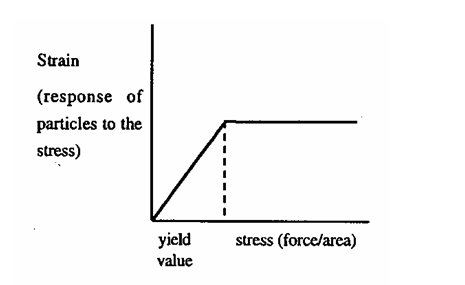 Strain
(response of
particles to the
stress)
yield
value
stress (force/area)